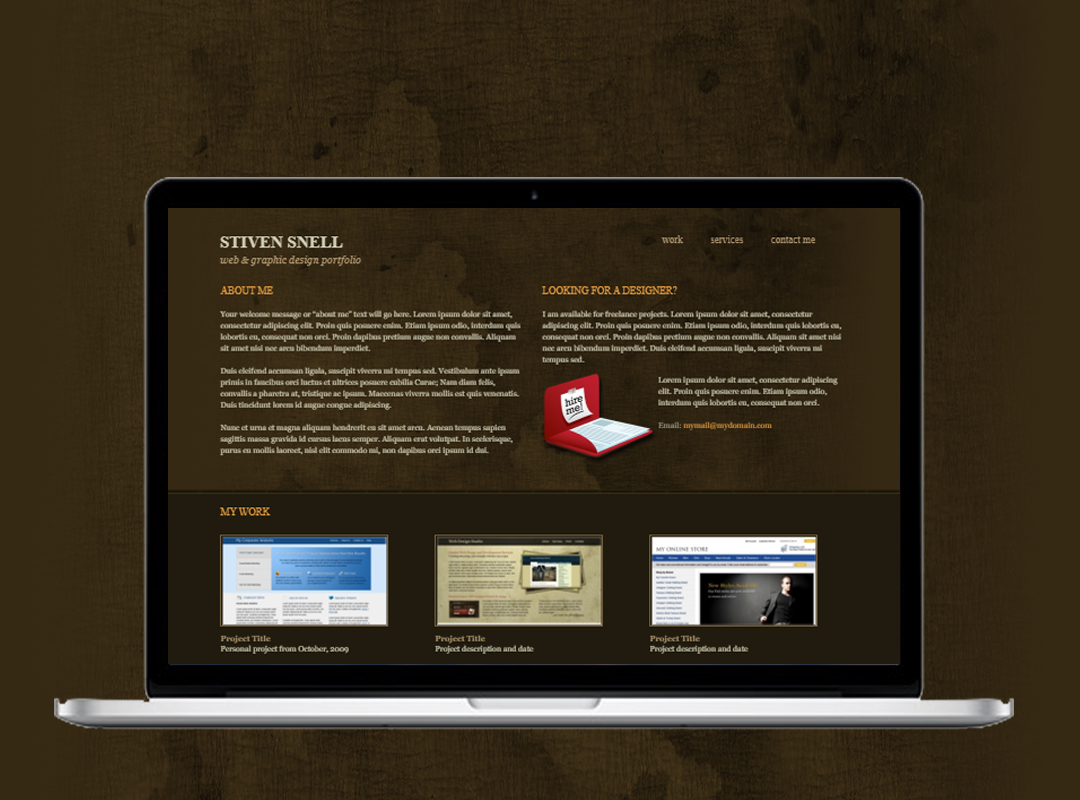 STIVEN SNELL
web & graphic design portfolio
work services contact me
ABOUT ME
Your welcome message or "about me" text will go here. Lorem ipsum dolor sit amet,
consectetur adipiscing elit. Proin quis posuere enim. Etiam ipsum odio, interdum quis
lobortis eu, consequat non orci. Proin dapibus pretium augue non convallis. Aliquam
sit amet nisi nec arcu bibendum imperdiet.
Duis eleifend accumsan ligula, suscipit viverra mi tempus sed. Vestibulum ante ipsum
primis in faucibus orci luctus et ultrices posuere cubilia Curae; Nam diam felis,
convallis a pharetra at, tristique ac ipsum. Maecenas viverra mollis est quis venenatis.
Duis tincidunt lorem id augue congue adipiscing.
Nunc et urna et magna aliquam hendrerit eu sit amet arcu. Aenean tempus sapien
sagittis massa gravida id cursus lacus semper. Aliquam erat volutpat. In scelerisque,
purus eu mollis laoreet, nisl elit commodo mi, non dapibus orci ipsum id dui.
LOOKING FOR A DESIGNER?
I am available for freelance projects. Lorem ipsum dolor sit amet, consectetur
adipiscing elit. Proin quis posuere enim. Etiam ipsum odio, interdum quis lobortis eu,
consequat non orci. Proin dapibus pretium augue non convallis. Aliquam sit amet nisi
nec arcu bibendum imperdiet. Duis eleifend accumsan ligula, suscipit viverra mi
tempus sed.
hire
me!
Lorem ipsum dolor sit amet, consectetur adipiscing
elit. Proin quis posuere enim. Etiam ipsum odio,
interdum quis lobortis eu, consequat non orci.
Email: mymail@mydomain.com
MY WORK
Web Design Studio
MY ONLINE STORE
Project Title
Personal project from October, 2009
Project Title
Project description and date
Project Title
Project description and date